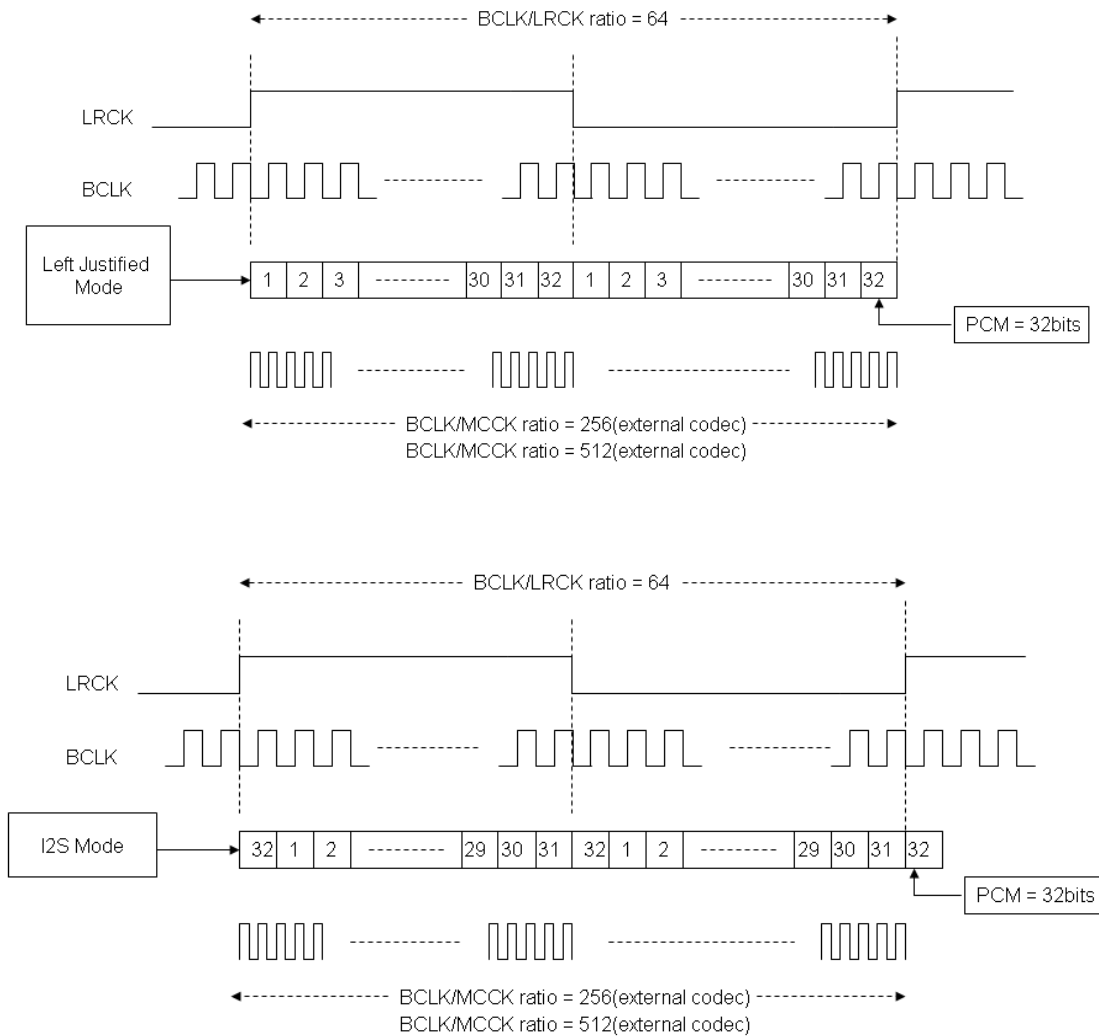 BCLK/LRCK ratio = 64
LRCK
BCLK
Left Justified
Mode
1 2 3 30 31 32 1 2 3 30 31 32
PCM = 32bits
BCLK/MCCK ratio = 256(external codec)
BCLK/MCCK ratio = 512(external codec)
BCLK/LRCK ratio = 64
LRCK
BCLK
I2S Mode
32 1 2 29 30 31 32 1 2 29 30 31 32
PCM = 32bits
BCLK/MCCK ratio = 256(external codec)
BCLK/MCCK ratio = 512(external codec)